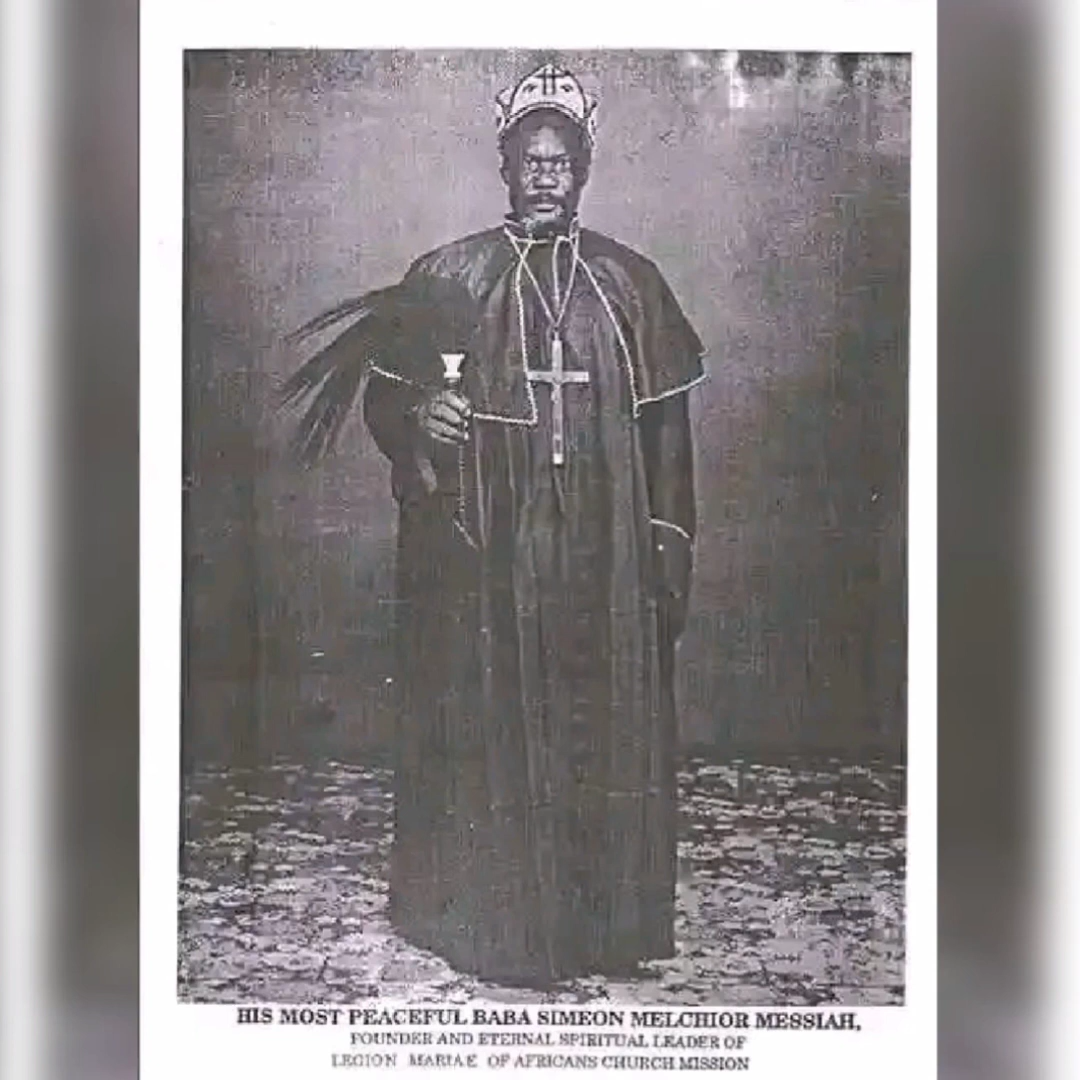 HIS MOST PEACEFUL BABA SIMEON MELCHIOR MESSIAH,
FOUNDER AND ETERNAL SPIRITUAL LEADER OF
LEGION MARIAE OF AFRICANS CHURCH MISSION